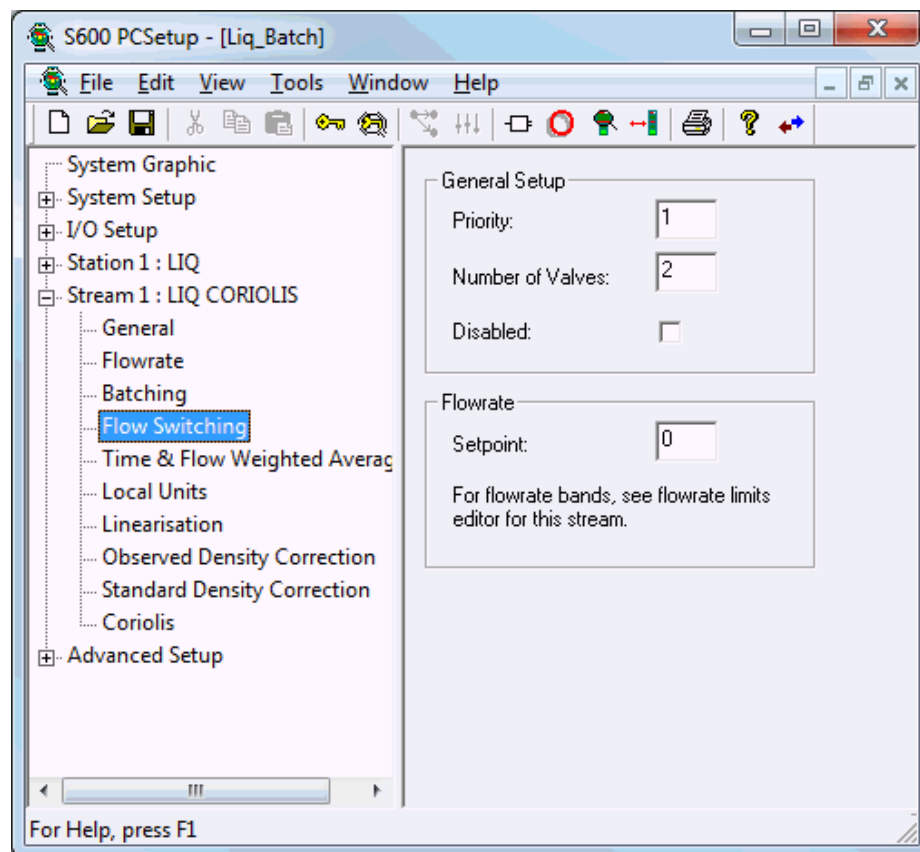 S600 PCSetup - [Liq_Batch]
File Edit View Tools Window Help
System Graphic
System Setup
I/O Setup
Station 1 : LIQ
Stream 1 : LIQ CORIOLIS
General
Flowrate
Batching
Flow Switching
Time & Flow Weighted Averag
Local Units
Linearisation
Observed Density Correction
Standard Density Correction
Coriolis
Advanced Setup
General Setup
Priority: 1
Number of Valves: 2
Disabled:
Flowrate
Setpoint: 0
For flowrate bands, see flowrate limits
editor for this stream.
For Help, press F1